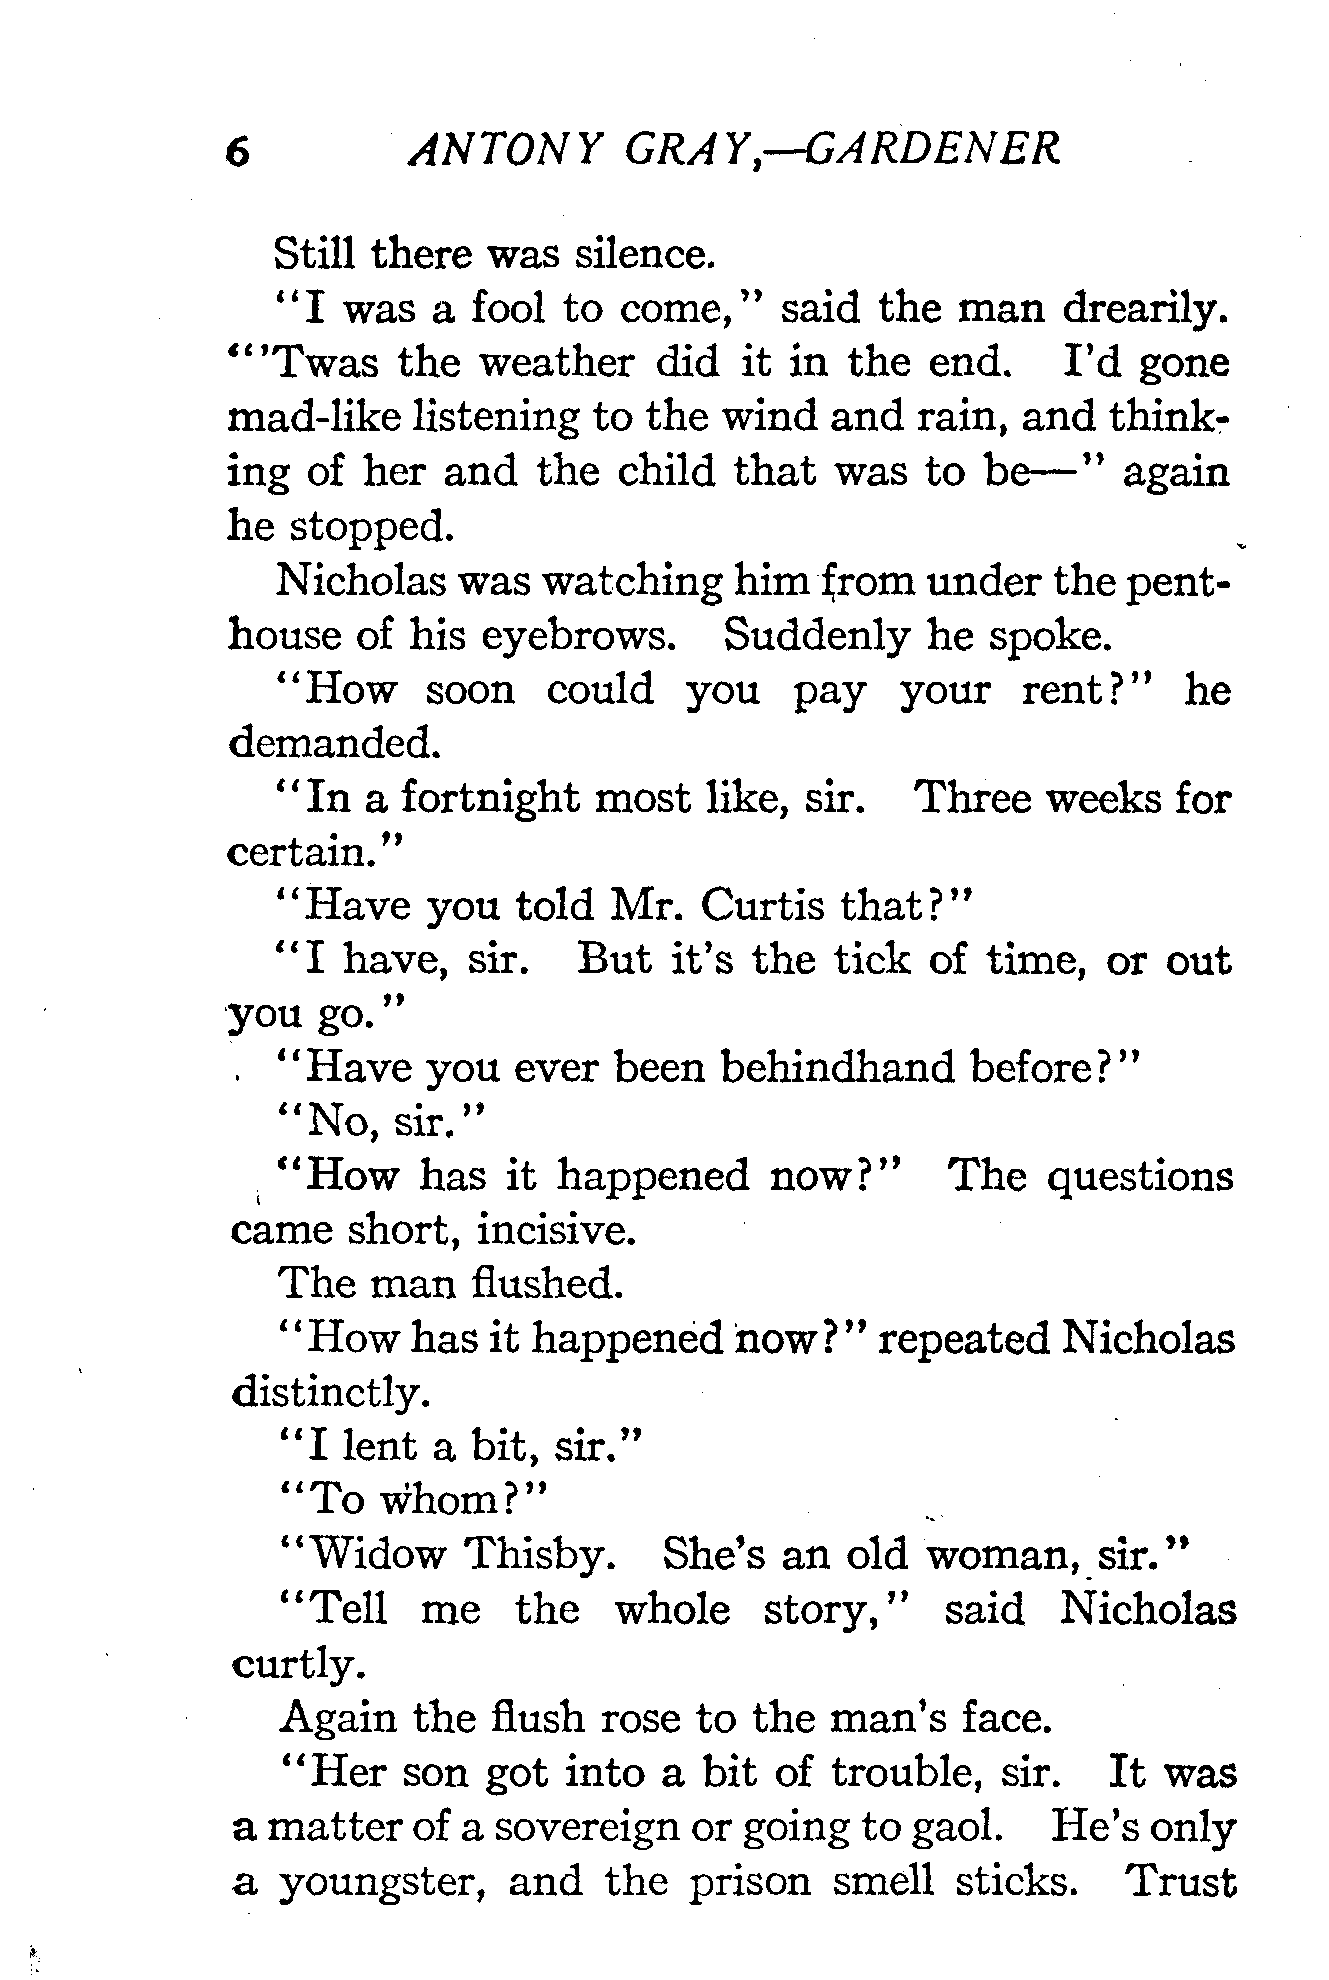 6 ANTONY GRAY,—GARDENER
Still there was silence.
"I was a fool to come," said the man drearily.
"'Twas the weather did it in the end. I'd gone
mad-like listening to the wind and rain, and think-
ing of her and the child that was to be—" again
he stopped.
Nicholas was watching him from under the pent-
house of his eyebrows. Suddenly he spoke.
"How soon could you pay your rent?" he
demanded.
"In a fortnight most like, sir. Three weeks for
certain."
"Have you told Mr. Curtis that?"
"I have, sir. But it's the tick of time, or out
you go."
"Have you ever been behindhand before?"
"No, sir."
"How has it happened now?" The questions
came short, incisive.
The man flushed.
"How has it happened now?" repeated Nicholas
distinctly.
"I lent a bit, sir."
"To whom?"
"Widow Thisby. She's an old woman, sir."
"Tell me the whole story," said Nicholas
curtly.
Again the flush rose to the man's face.
"Her son got into a bit of trouble, sir. It was
a matter of a sovereign or going to gaol. He's only
a youngster, and the prison smell sticks. Trust